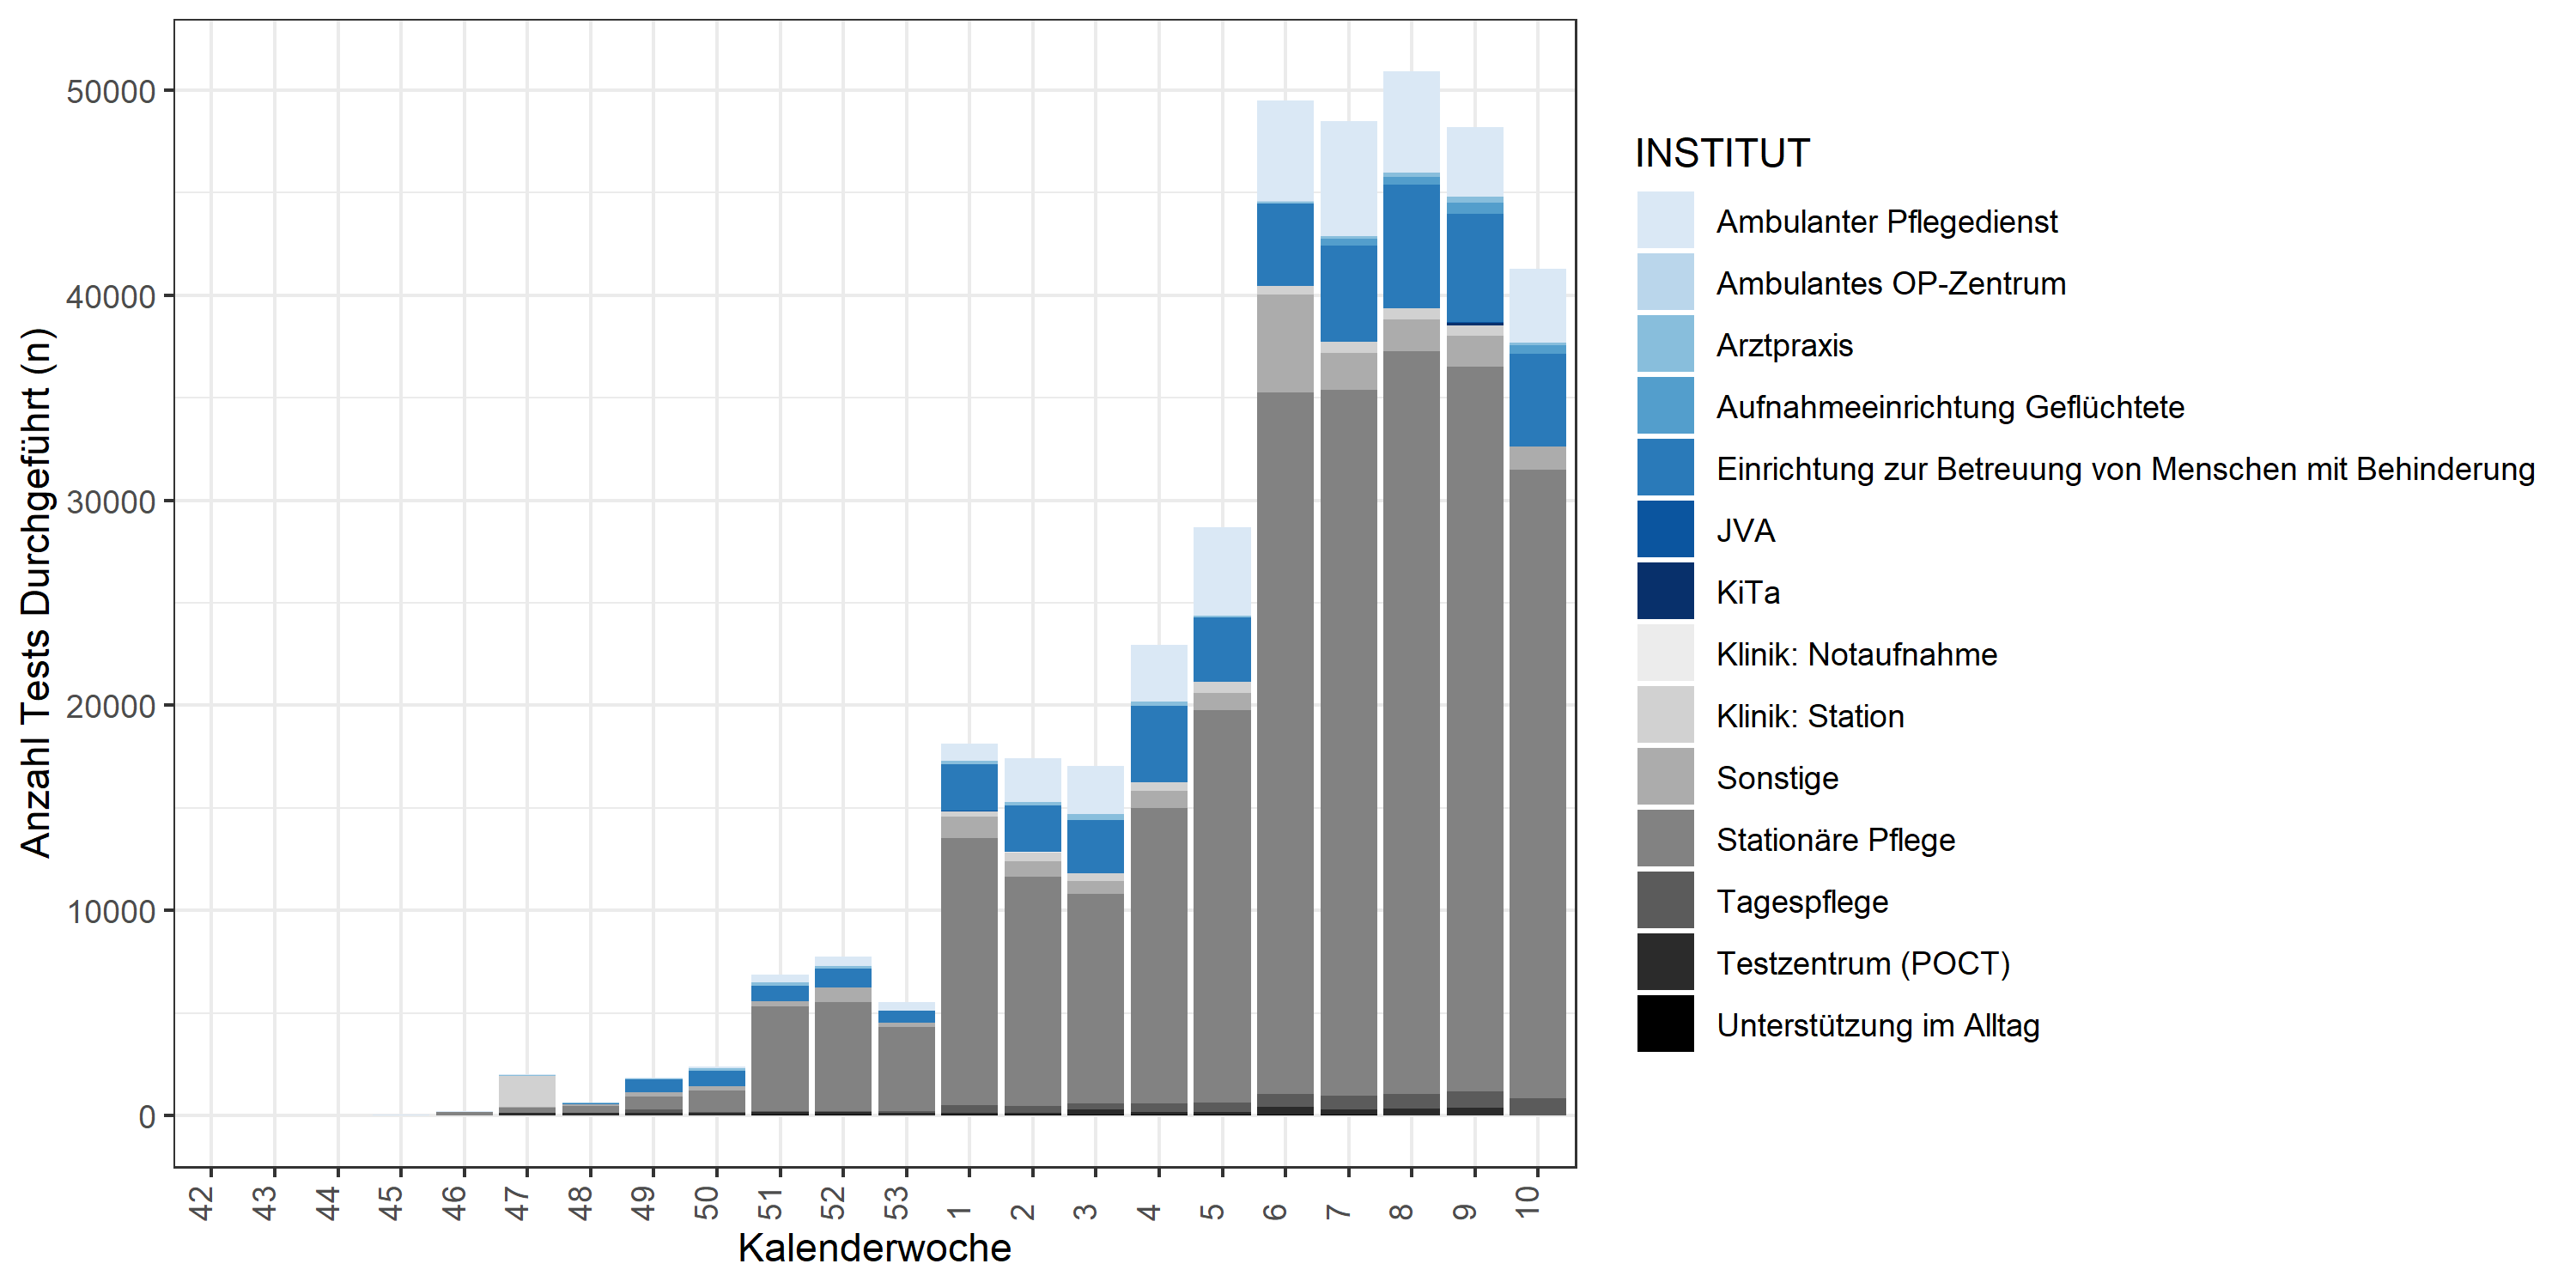 Anzahl Tests Durchgeführt (n)
50000
40000
30000
20000
10000
0
42 43 44 45 46 47 48 49 50 51 52 53 1 2 3 4 5 6 7 8 9 10
Kalenderwoche
INSTITUT
Ambulanter Pflegedienst
Ambulantes OP-Zentrum
Arztpraxis
Aufnahmeeinrichtung Geflüchtete
Einrichtung zur Betreuung von Menschen mit Behinderung
JVA
KiTa
Klinik: Notaufnahme
Klinik: Station
Sonstige
Stationäre Pflege
Tagespflege
Testzentrum (POCT)
Unterstützung im Alltag